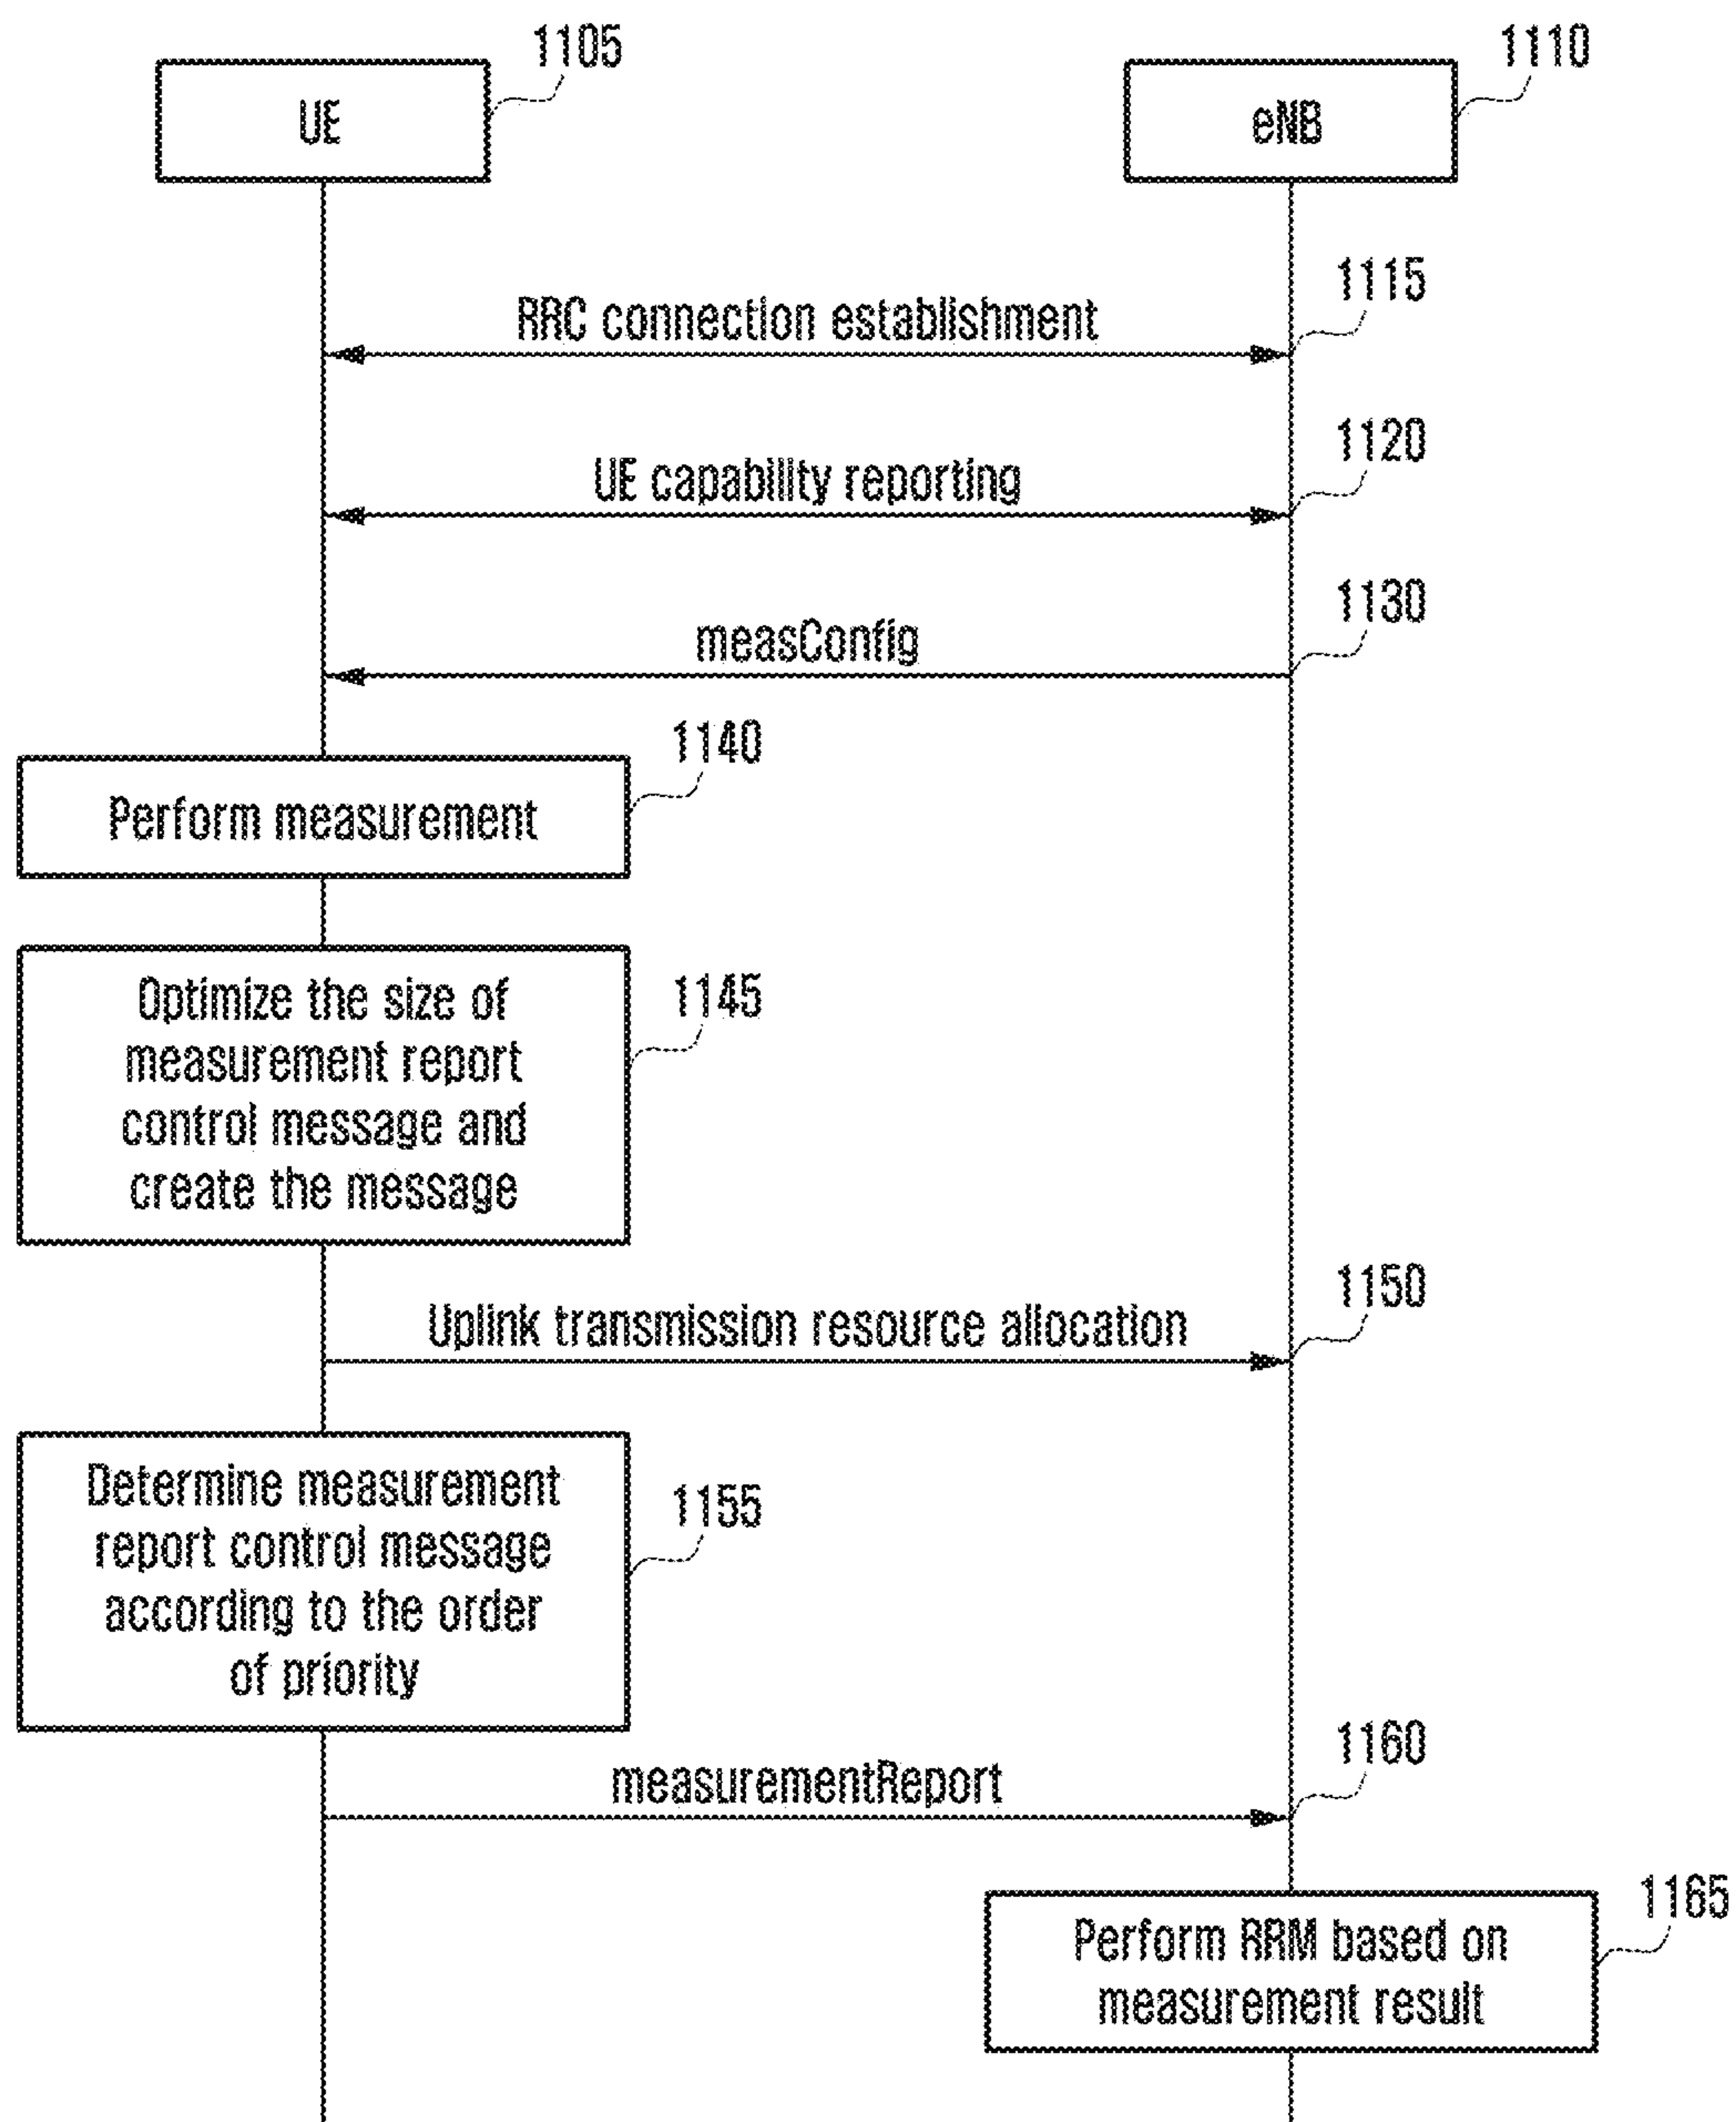 1105
1110
UE
eNB
1115
RRC connection establishment
1120
UE capability reporting
1130
measConfig
1140
Perform measurement
1145
Optimize the size of
measurement report
control message and
create the message
1150
Uplink transmission resource allocation
1155
Determine measurement
report control message
according to the order
of priority
1160
measurementReport
1165
Perform RRM based on
measurement result